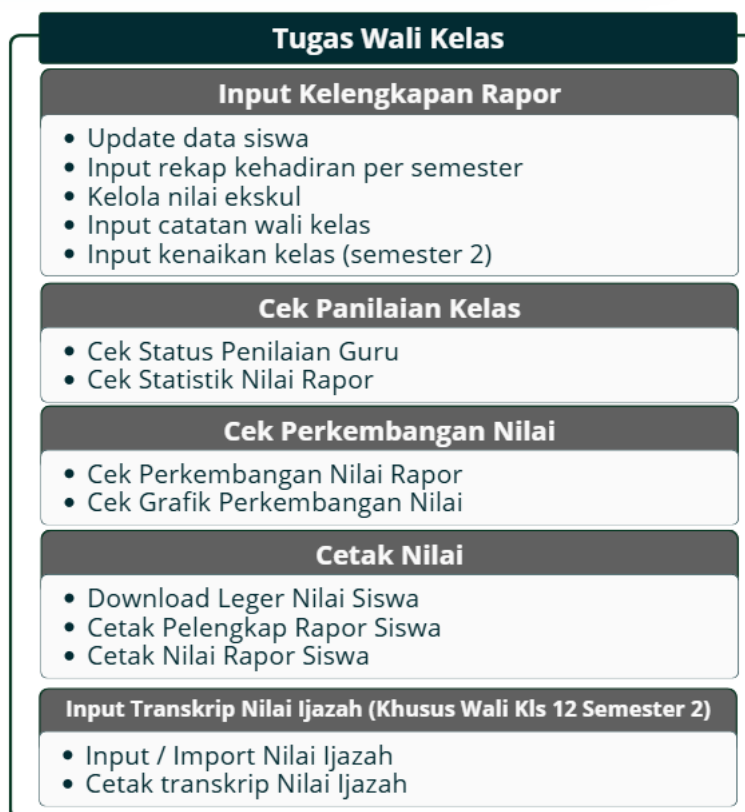 Tugas Wali Kelas
Input Kelengkapan Rapor
• Update data siswa
• Input rekap kehadiran per semester
• Kelola nilai ekskul
• Input catatan wali kelas
• Input kenaikan kelas (semester 2)
Cek Panilaian Kelas
• Cek Status Penilaian Guru
• Cek Statistik Nilai Rapor
Cek Perkembangan Nilai
• Cek Perkembangan Nilai Rapor
• Cek Grafik Perkembangan Nilai
Cetak Nilai
• Download Leger Nilai Siswa
• Cetak Pelengkap Rapor Siswa
• Cetak Nilai Rapor Siswa
Input Transkrip Nilai Ijazah (Khusus Wali Kls 12 Semester 2)
• Input / Import Nilai Ijazah
• Cetak transkrip Nilai Ijazah